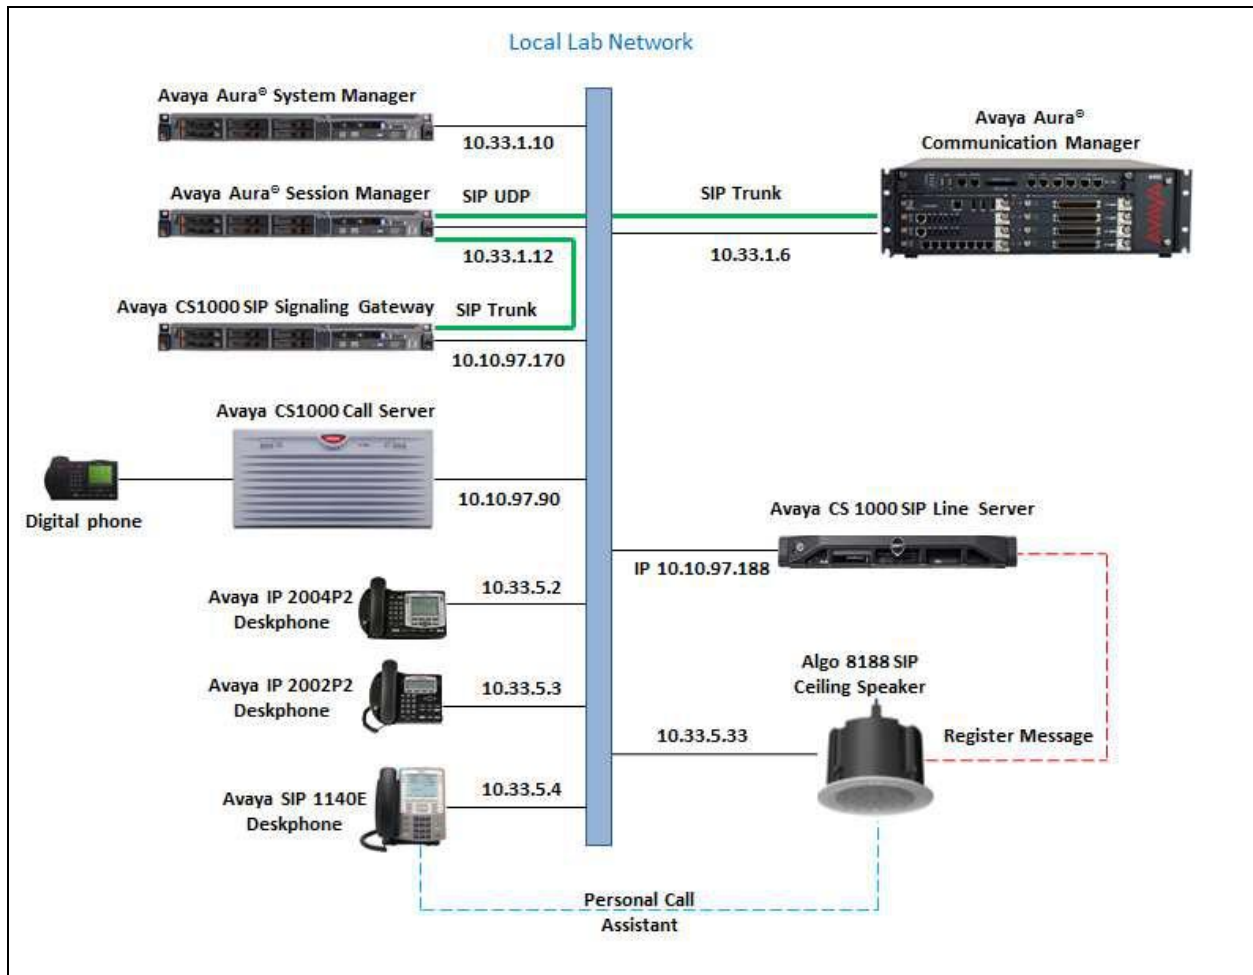 Local Lab Network
Avaya Aura® System Manager
10.33.1.10
Avaya Aura®
Communication Manager
Avaya Aura® Session Manager
SIP UDP
SIP Trunk
10.33.1.12
10.33.1.6
AVAYA
Avaya CS1000 SIP Signaling Gateway
SIP Trunk
10.10.97.170
Avaya CS1000 Call Server
10.10.97.90
Digital phone
Avaya CS 1000 SIP Line Server
IP 10.10.97.188
Avaya IP 2004P2
Deskphone
10.33.5.2
Avaya IP 2002P2
Deskphone
10.33.5.3
Algo 8188 SIP
Ceiling Speaker
10.33.5.33
Register Message
Avaya SIP 1140E
Deskphone
10.33.5.4
Personal Call
Assistant